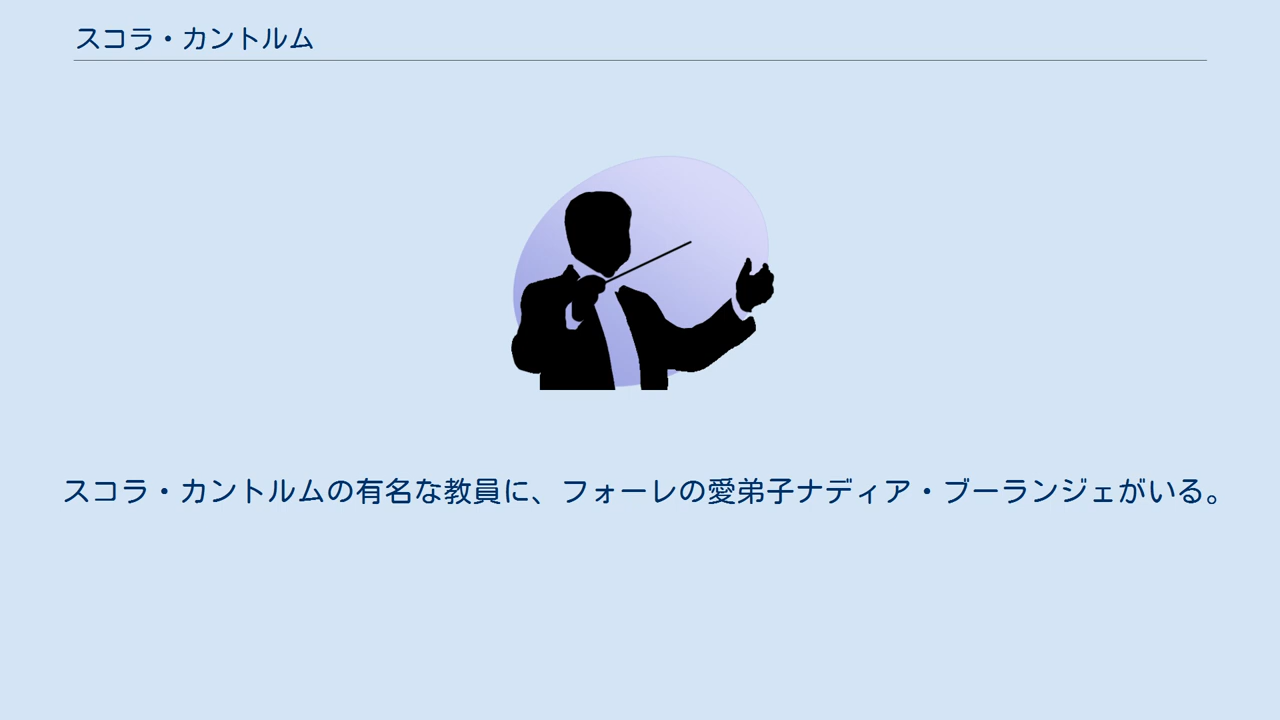 スコラ・カントルム
スコラ・カントルムの有名な教員に、フォーレの愛弟子ナディア・ブーランジェがいる。